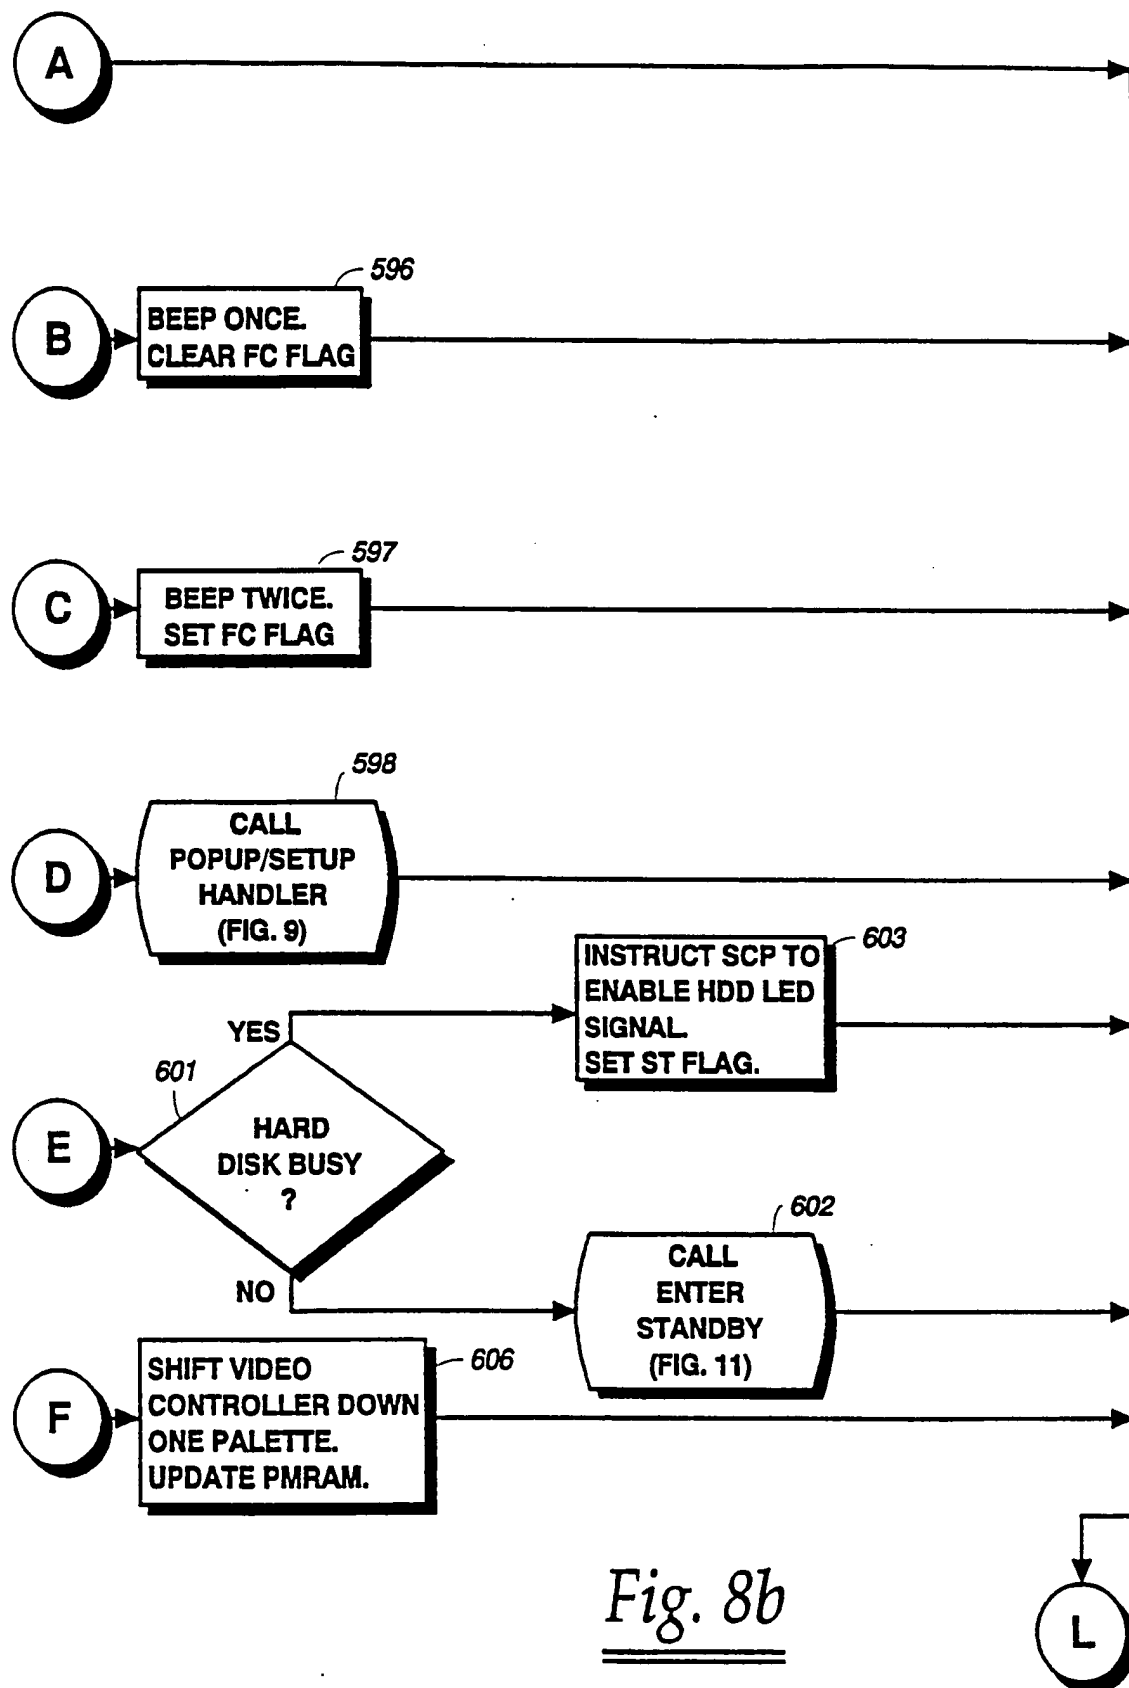 A
596
B
BEEP ONCE.
CLEAR FC FLAG
597
C
BEEP TWICE.
SET FC FLAG
598
D
CALL
POPUP/SETUP
HANDLER
(FIG. 9)
603
INSTRUCT SCP TO
ENABLE HDD LED
SIGNAL.
SET ST FLAG.
YES
601
E
HARD
DISK BUSY
?
NO
602
CALL
ENTER
STANDBY
(FIG. 11)
606
F
SHIFT VIDEO
CONTROLLER DOWN
ONE PALETTE.
UPDATE PMRAM.
L
Fig. 8b